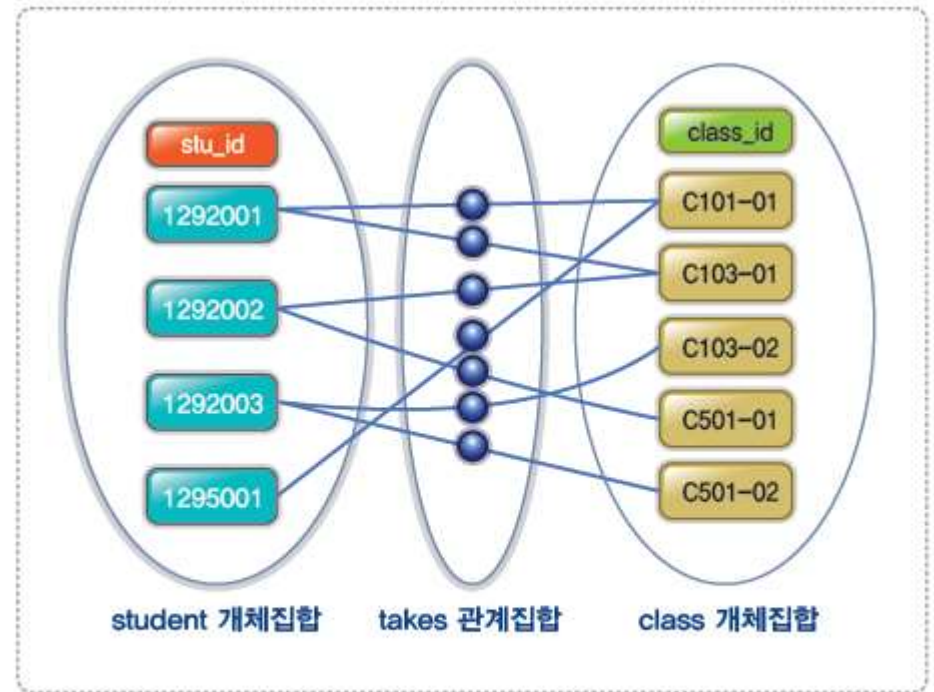 stu_id
1292001
1292002
1292003
1295001
class_id
C101-01
C103-01
C103-02
C501-01
C501-02
student 개체집합
takes 관계집합
class 개체집합